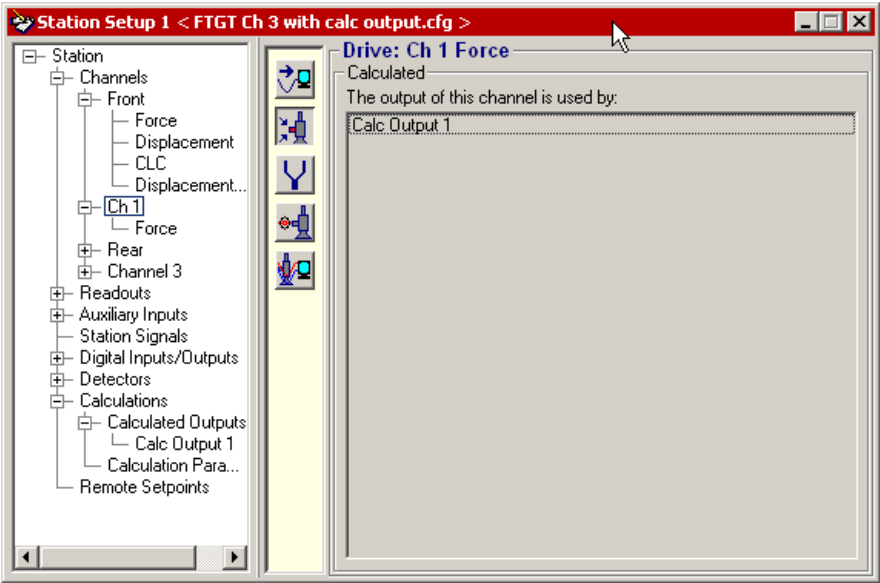 Station Setup 1 < FTGT Ch 3 with calc output.cfg >
Station
Channels
Front
Force
Displacement
CLC
Displacement...
Ch 1
Force
Rear
Channel 3
Readouts
Auxiliary Inputs
Station Signals
Digital Inputs/Outputs
Detectors
Calculations
Calculated Outputs
Calc Output 1
Calculation Para...
Remote Setpoints
Drive: Ch 1 Force
Calculated
The output of this channel is used by:
Calc Output 1